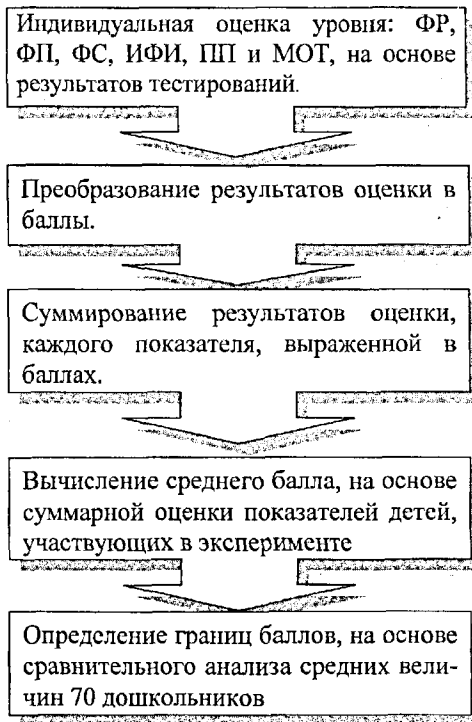 Индивидуальная оценка уровня: ФР,
ФП, ФС, ИФИ, ПП и МОТ, на основе
результатов тестирований.
Преобразование результатов оценки в
баллы.
Суммирование результатов оценки,
каждого показателя, выраженной в
баллах.
Вычисление среднего балла, на основе
суммарной оценки показателей детей,
участвующих в эксперименте
Определение границ баллов, на основе
сравнительного анализа средних вели-
чин 70 дошкольников